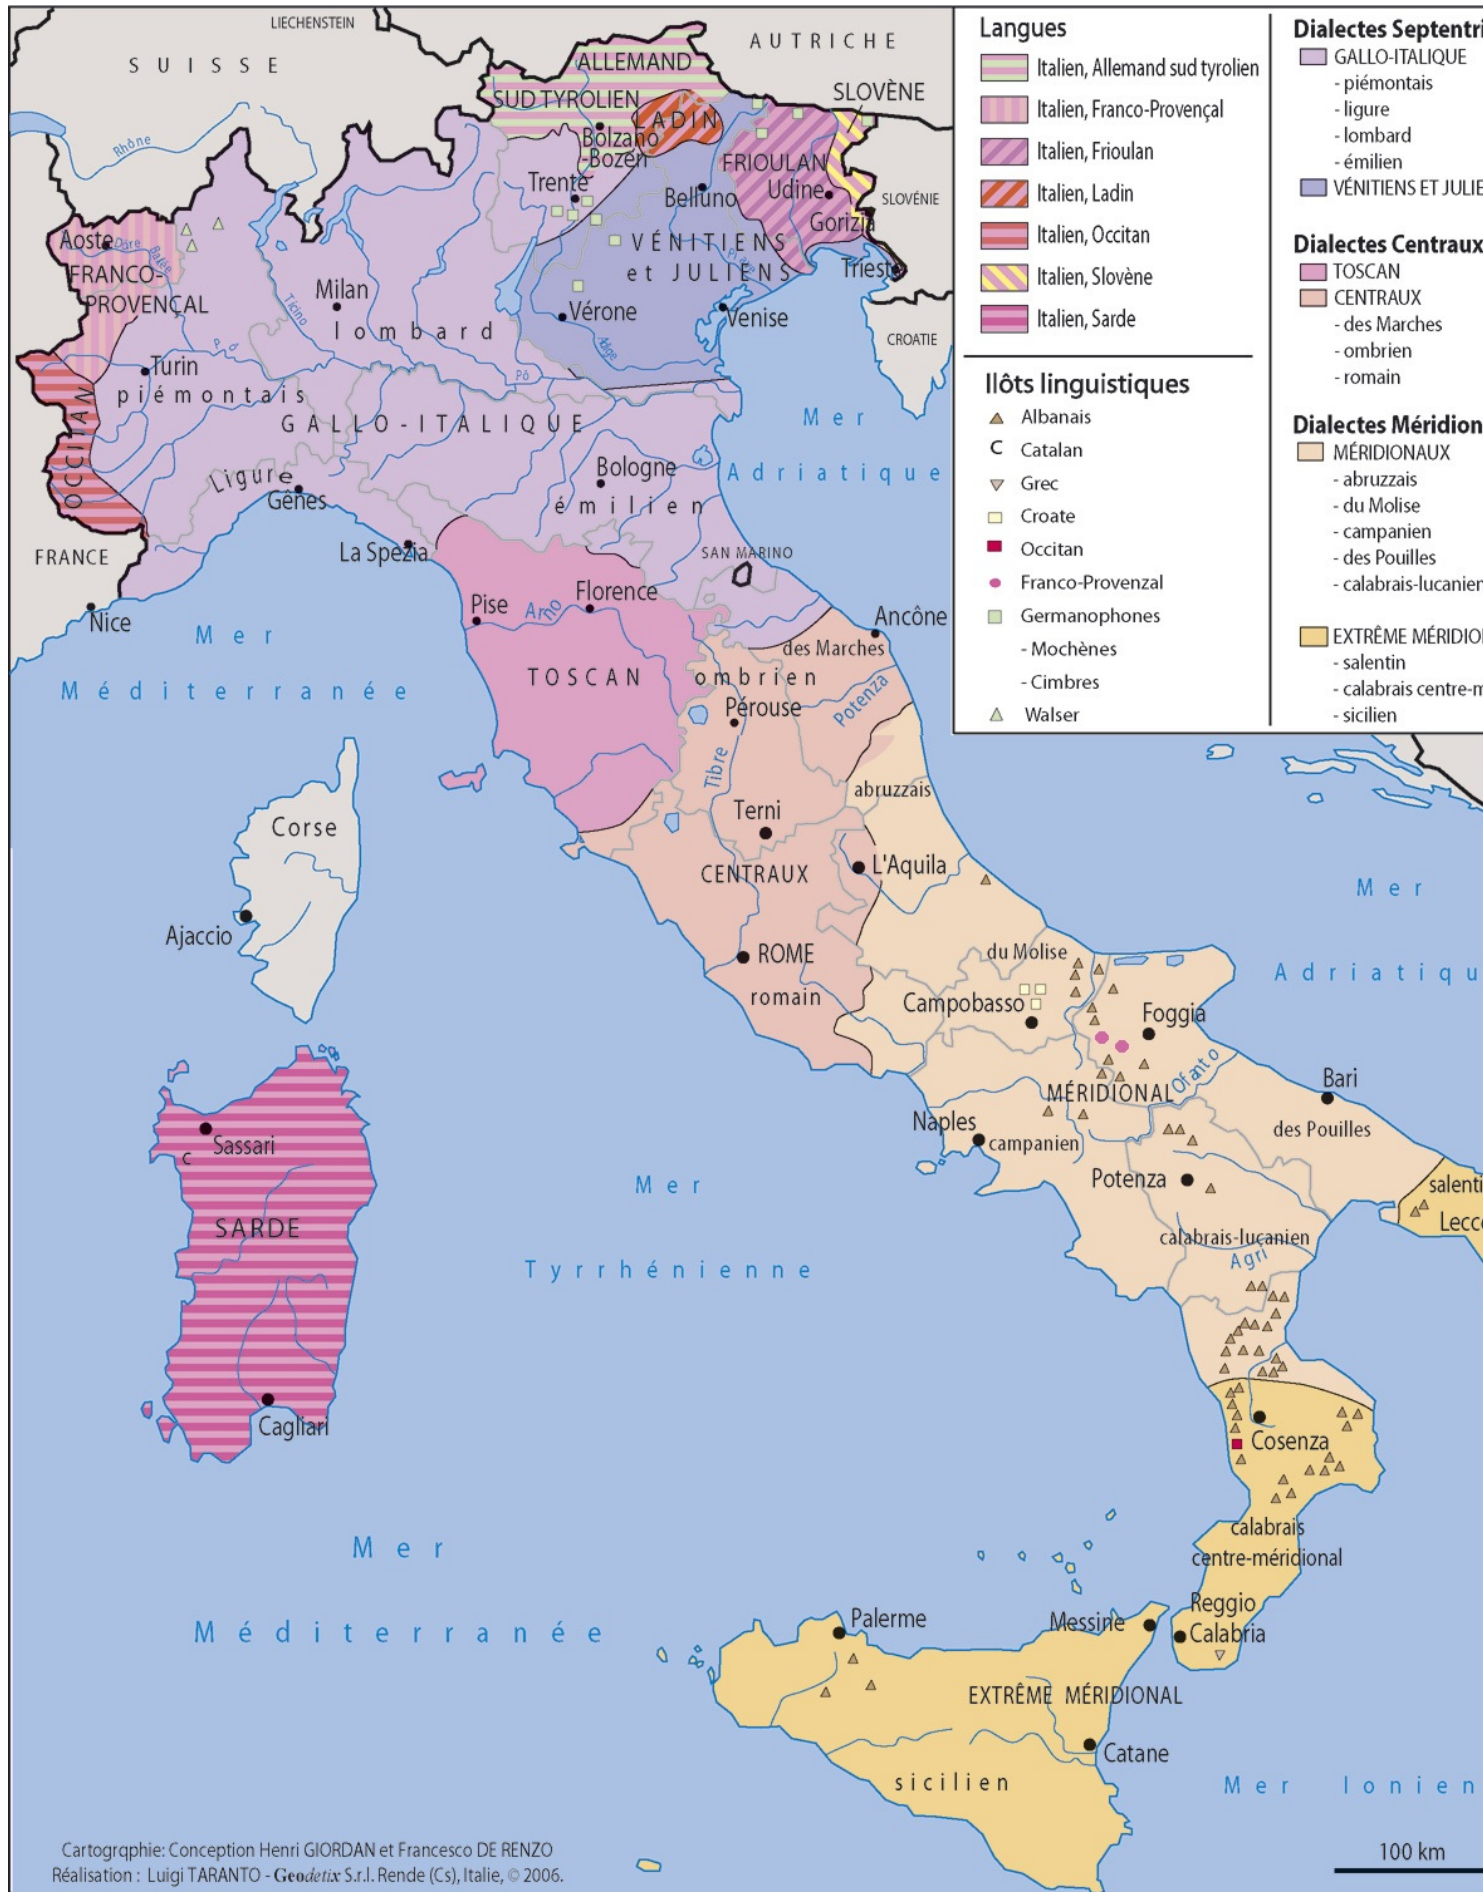 LIECHTENSTEIN
SUISSE
AUTRICHE
ALLEMAND
SUD TYROLIEN
LADIN
SLOVÈNE
Rhône
Bolzano
-Bozen
FRIOULAN
Trente
Belluno
Udine
SLOVÉNIE
Gorizia
Aoste
Dore Baltée
FRANCO-
PROVENÇAL
VÉNITIENS
et JULIENS
Piave
Trieste
Milan
Ticino
lombard
Vérone
Venise
Adige
CROATIE
Pô
Turin
Pô
piémontais
OCCITAN
GALLO-ITALIQUE
Mer
Adriatique
Ligure
Gênes
Bologne
émilien
FRANCE
La Spezia
SAN MARINO
Nice
Pise
Arno
Florence
Ancône
Mer
Méditerranée
des Marches
TOSCAN
ombrien
Potenza
Pérouse
Tibre
Corse
Terni
abruzzais
CENTRAUX
L'Aquila
Ajaccio
Mer
Adriatiqu
ROME
romain
du Molise
Campobasso
Foggia
MÉRIDIONAL
Ofanto
Bari
Naples
campanien
des Pouilles
Sassari
C
SARDE
Mer
Tyrrhénienne
Potenza
calabrais-lucanien
Agri
salenti
Lecce
Cagliari
Cosenza
calabrais
centre-méridional
Mer
Méditerranée
Palerme
Messine
Reggio
Calabria
EXTRÊME MÉRIDIONAL
Catane
sicilien
Mer Ionien
Langues
Italien, Allemand sud tyrolien
Italien, Franco-Provençal
Italien, Frioulan
Italien, Ladin
Italien, Occitan
Italien, Slovène
Italien, Sarde
Ilôts linguistiques
Albanais
C Catalan
Grec
Croate
Occitan
Franco-Provenzal
Germanophones
- Mochènes
- Cimbres
Walser
Dialectes Septentri
GALLO-ITALIQUE
- piémontais
- ligure
- lombard
- émilien
VÉNITIENS ET JULIE
Dialectes Centraux
TOSCAN
CENTRAUX
- des Marches
- ombrien
- romain
Dialectes Méridion
MÉRIDIONAUX
- abruzzais
- du Molise
- campanien
- des Pouilles
- calabrais-lucanien
EXTRÊME MÉRIDIO
- salentin
- calabrais centre-m
- sicilien
Cartogrqphie: Conception Henri GIORDAN et Francesco DE RENZO
Réalisation : Luigi TARANTO - Geodetix S.r.l. Rende (Cs), Italie, © 2006.
100 km